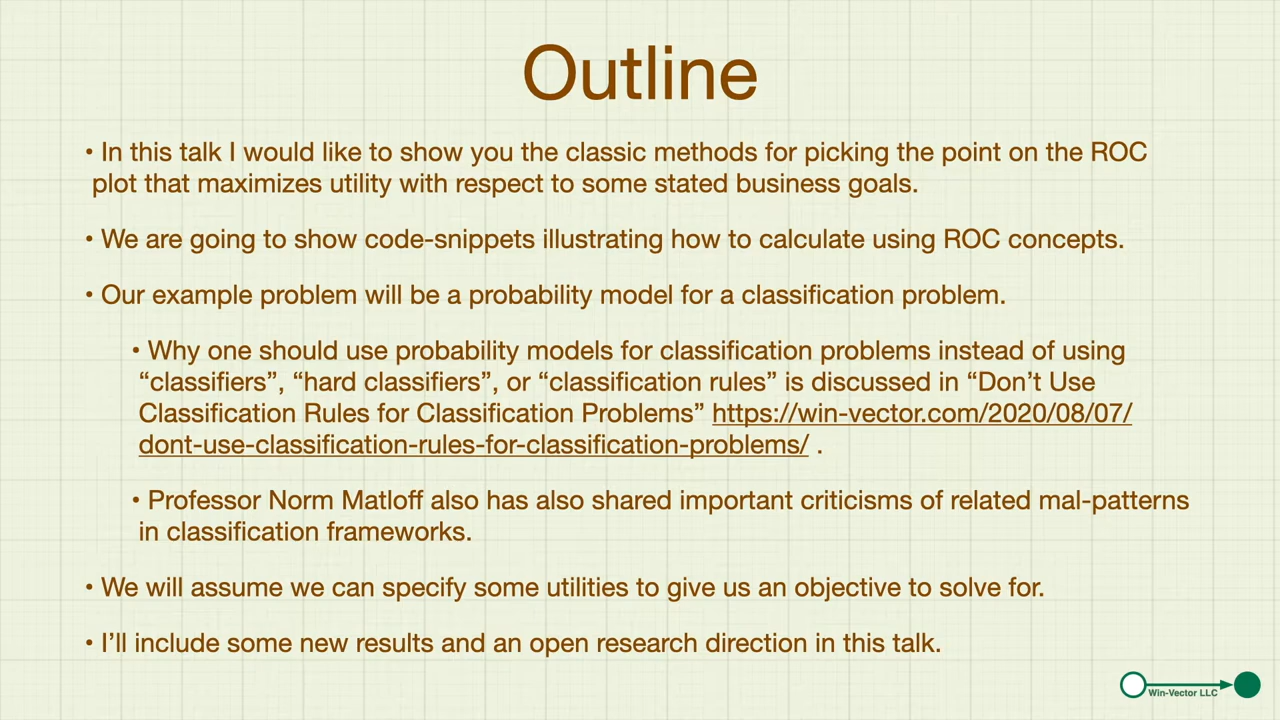 Outline
• In this talk I would like to show you the classic methods for picking the point on the ROC
plot that maximizes utility with respect to some stated business goals.
• We are going to show code-snippets illustrating how to calculate using ROC concepts.
• Our example problem will be a probability model for a classification problem.
• Why one should use probability models for classification problems instead of using
“classifiers”, “hard classifiers”, or “classification rules” is discussed in “Don’t Use
Classification Rules for Classification Problems” https://win-vector.com/2020/08/07/
dont-use-classification-rules-for-classification-problems/ .
• Professor Norm Matloff also has also shared important criticisms of related mal-patterns
in classification frameworks.
• We will assume we can specify some utilities to give us an objective to solve for.
• I’ll include some new results and an open research direction in this talk.
Win-Vector LLC